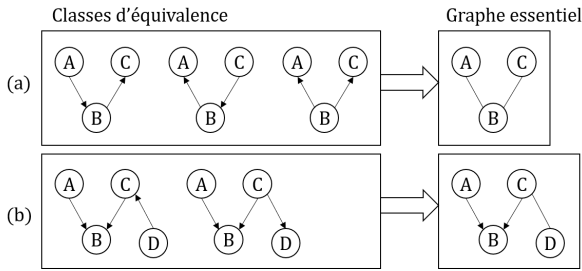 Classes d’équivalence Graphe essentiel
A C A C A C A C
(a)
B B B B
A C A C A C
(b)
B D B D B D